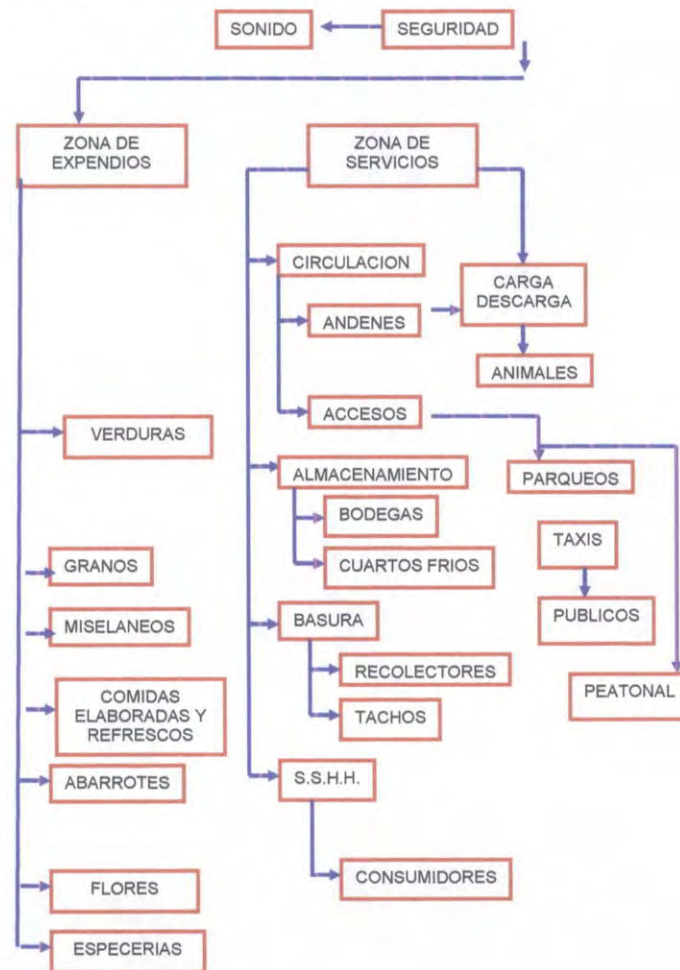 SONIDO
SEGURIDAD
ZONA DE
EXPENDIOS
ZONA DE
SERVICIOS
CIRCULACION
CARGA
DESCARGA
ANDENES
ANIMALES
ACCESOS
VERDURAS
ALMACENAMIENTO
PARQUEOS
BODEGAS
TAXIS
GRANOS
CUARTOS FRIOS
MISELANEOS
BASURA
PUBLICOS
RECOLECTORES
PEATONAL
COMIDAS
ELABORADAS Y
REFRESCOS
TACHOS
ABARROTES
S.S.H.H.
FLORES
CONSUMIDORES
ESPECERIAS